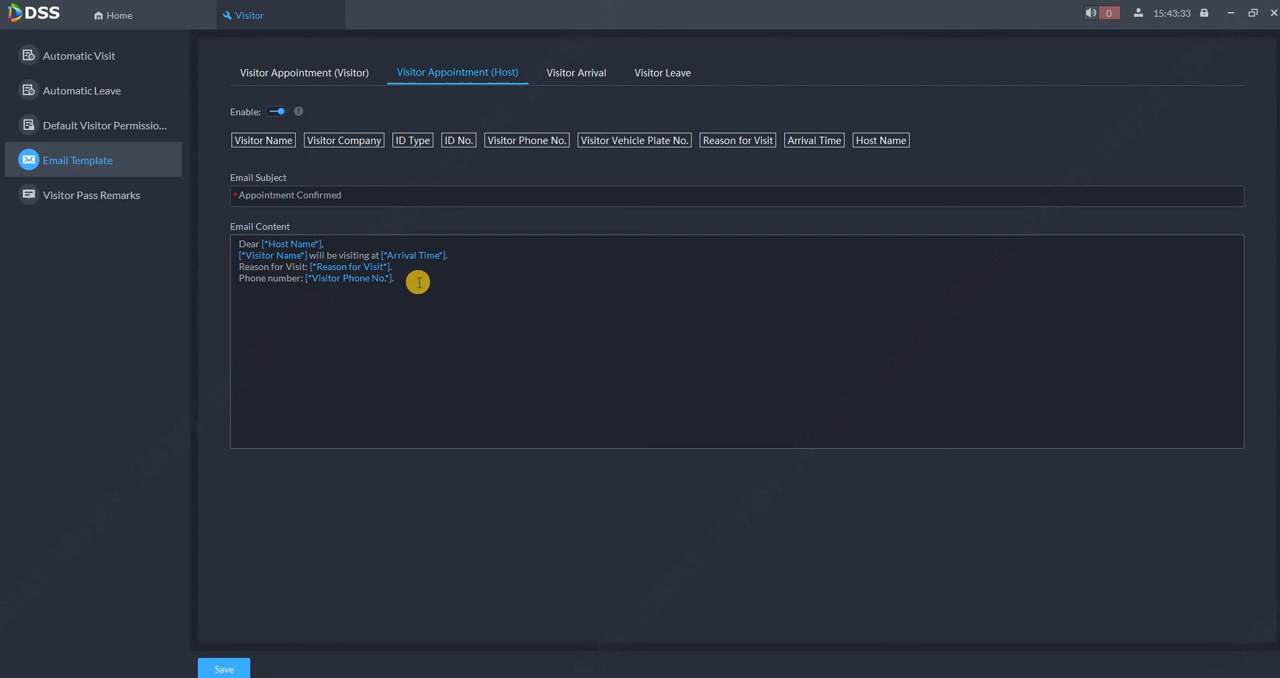 DSS
Home
Visitor
0
15:43:33
Automatic Visit
Automatic Leave
Default Visitor Permissio...
Email Template
Visitor Pass Remarks
Visitor Appointment (Visitor)
Visitor Appointment (Host)
Visitor Arrival
Visitor Leave
Enable:
Visitor Name
Visitor Company
ID Type
ID No.
Visitor Phone No.
Visitor Vehicle Plate No.
Reason for Visit
Arrival Time
Host Name
Email Subject
* Appointment Confirmed
Email Content
Dear [*Host Name*],
[*Visitor Name*] will be visiting at [*Arrival Time*].
Reason for Visit: [*Reason for Visit*].
Phone number: [*Visitor Phone No.*].
Save